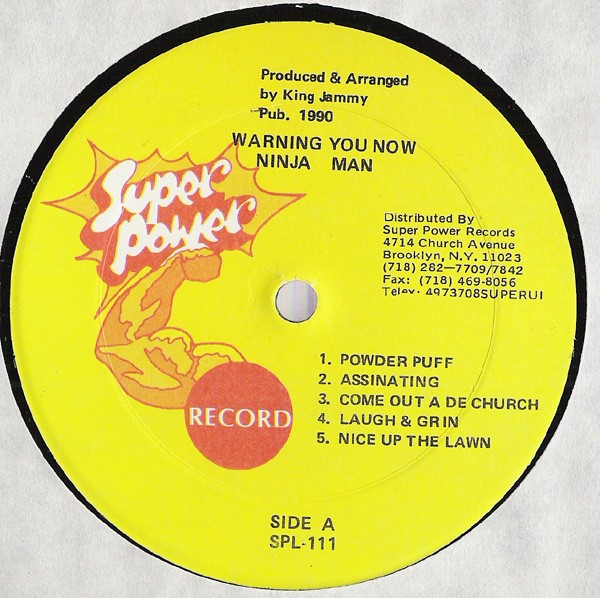 Produced & Arranged
by King Jammy
Pub. 1990
WARNING YOU NOW
NINJA MAN
Super
Power
RECORD
Distributed By
Super Power Records
4714 Church Avenue
Brooklyn, N.Y. 11023
(718) 282-7709/7842
Fax: (718) 469-8056
Telex: 4973708SUPERUI
1. POWDER PUFF
2. ASSINATING
3. COME OUT A DE CHURCH
4. LAUGH & GRIN
5. NICE UP THE LAWN
SIDE A
SPL-111